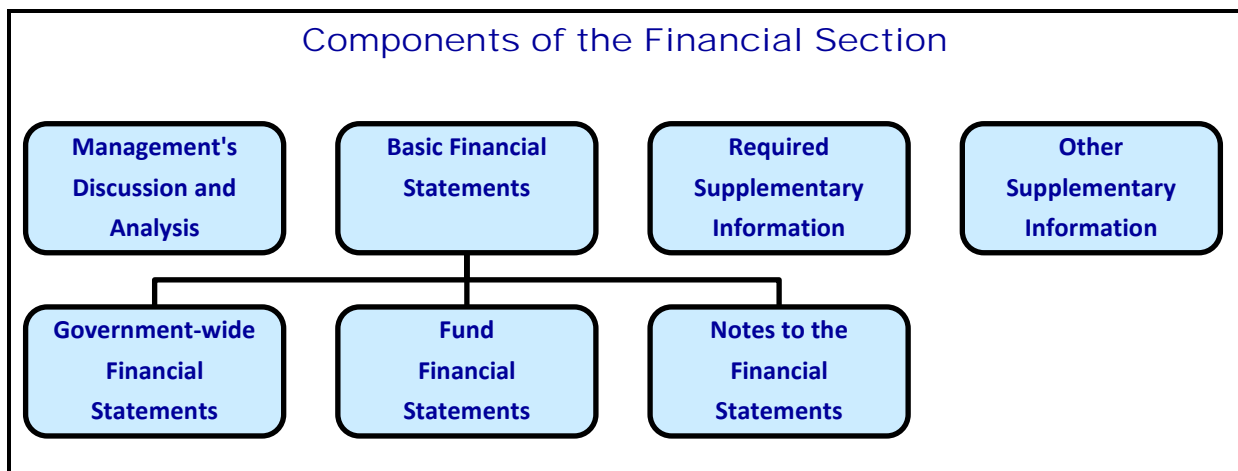 Components of the Financial Section
Management's
Discussion and
Analysis
Basic Financial
Statements
Required
Supplementary
Information
Other
Supplementary
Information
Government-wide
Financial
Statements
Fund
Financial
Statements
Notes to the
Financial
Statements